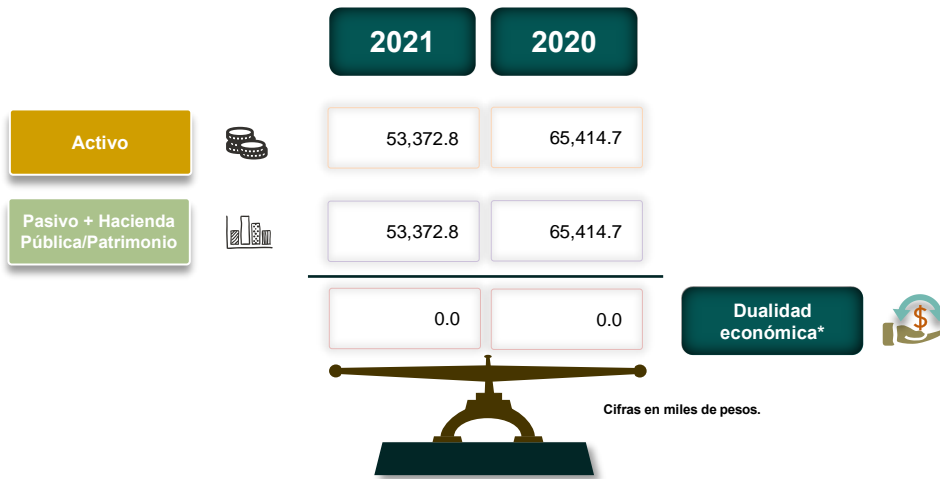 2021 2020
Activo 53,372.8 65,414.7
Pasivo + Hacienda
Pública/Patrimonio 53,372.8 65,414.7
0.0 0.0 Dualidad
económica*
$
Cifras en miles de pesos.